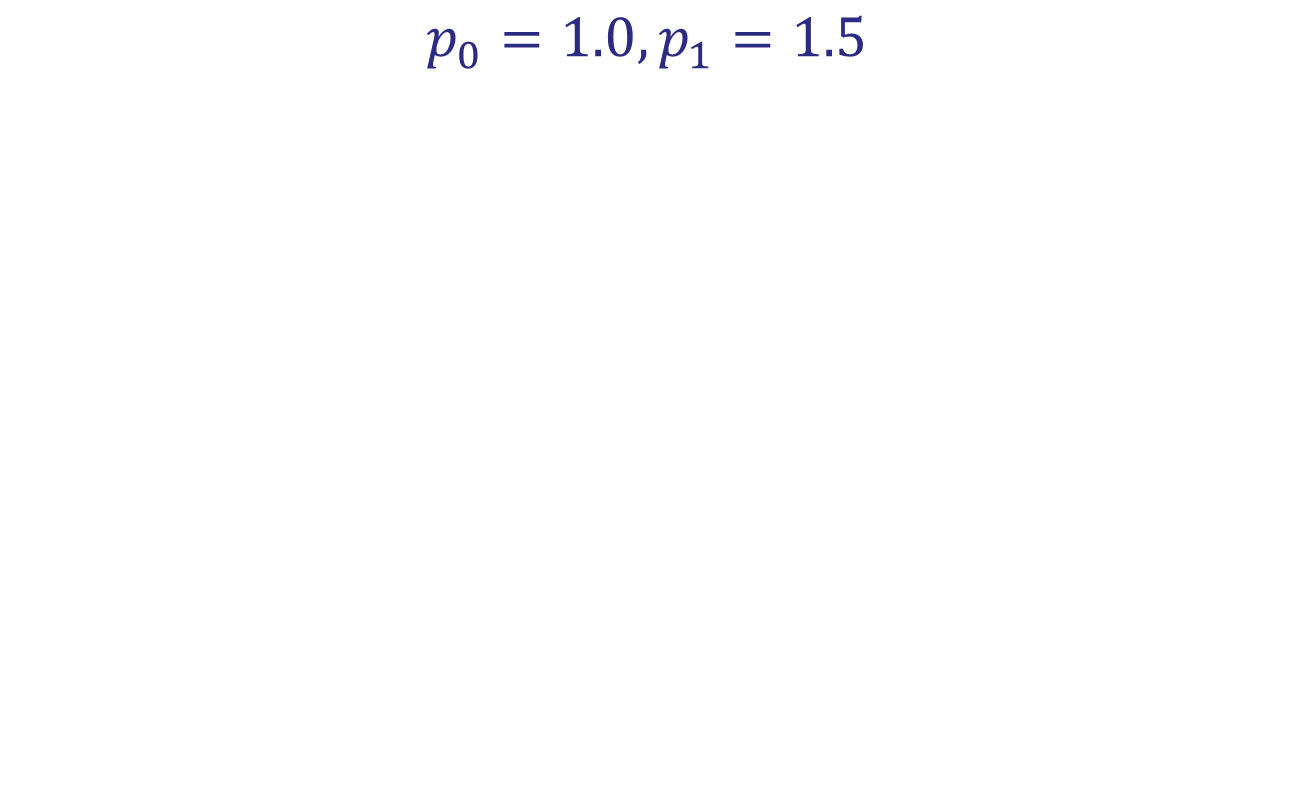 p₀ = 1.0, p₁ = 1.5